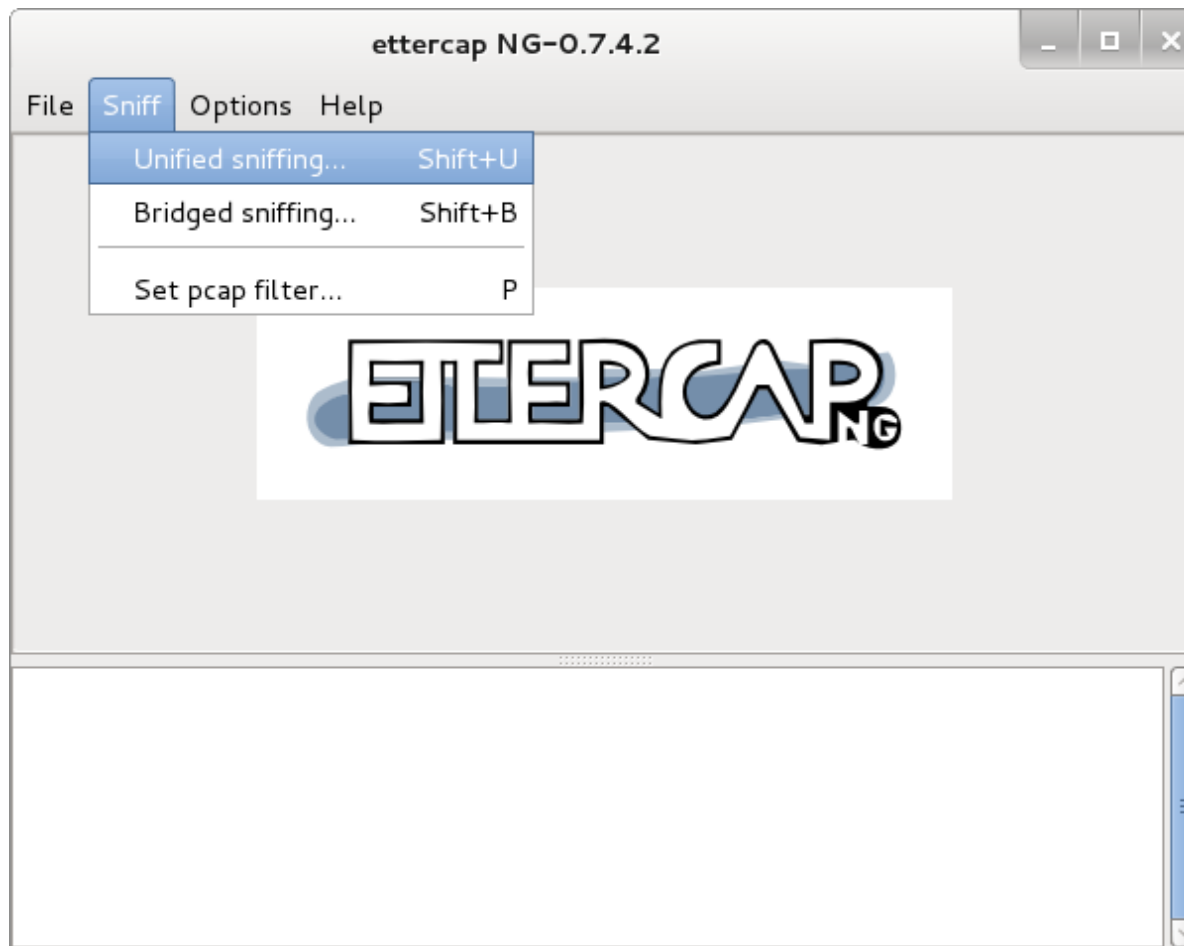 ettercap NG-0.7.4.2
File Sniff Options Help
Unified sniffing... Shift+U
Bridged sniffing... Shift+B
Set pcap filter... P
ETTERCAP NG